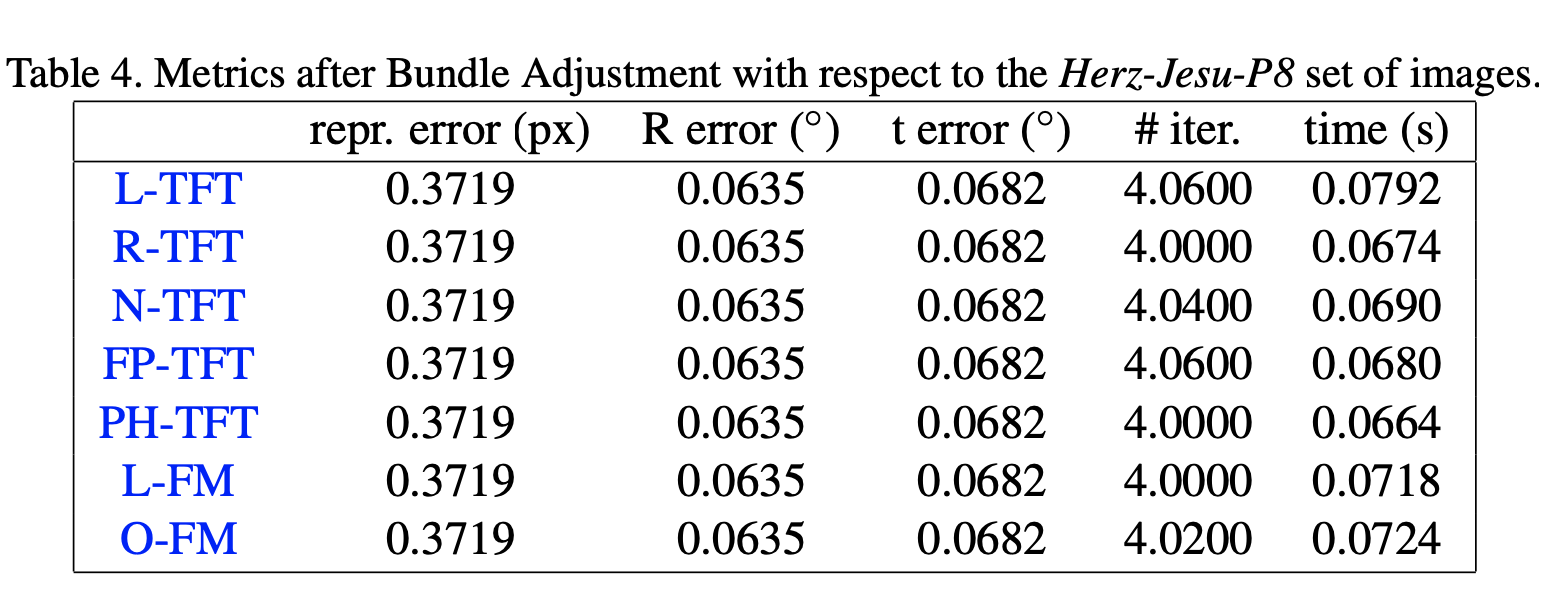 Table 4. Metrics after Bundle Adjustment with respect to the Herz-Jesu-P8 set of images.
repr. error (px) R error (°) t error (°) # iter. time (s)
L-TFT 0.3719 0.0635 0.0682 4.0600 0.0792
R-TFT 0.3719 0.0635 0.0682 4.0000 0.0674
N-TFT 0.3719 0.0635 0.0682 4.0400 0.0690
FP-TFT 0.3719 0.0635 0.0682 4.0600 0.0680
PH-TFT 0.3719 0.0635 0.0682 4.0000 0.0664
L-FM 0.3719 0.0635 0.0682 4.0000 0.0718
O-FM 0.3719 0.0635 0.0682 4.0200 0.0724